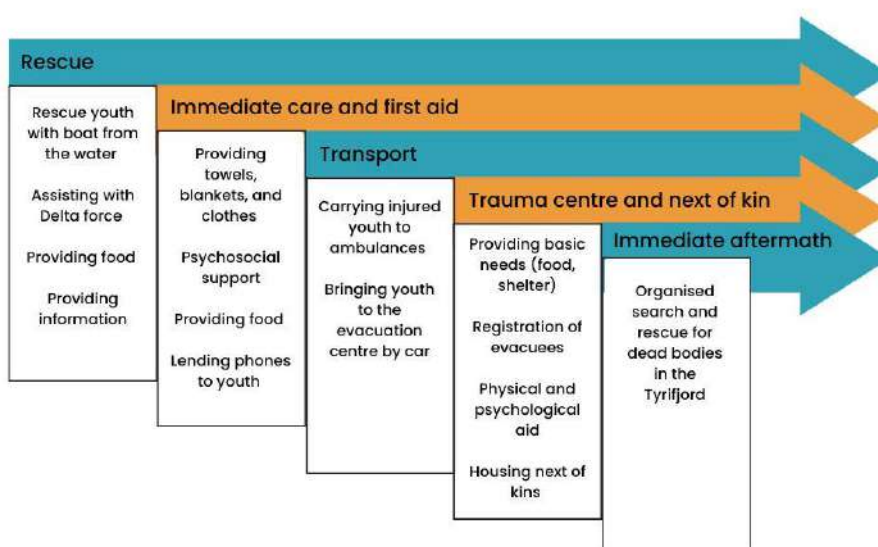 Rescue
Rescue youth
with boat from
the water
Assisting with
Delta force
Providing food
Providing
information
Immediate care and first aid
Providing
towels,
blankets, and
clothes
Psychosocial
support
Providing food
Lending phones
to youth
Transport
Carrying injured
youth to
ambulances
Bringing youth
to the
evacuation
centre by car
Trauma centre and next of kin
Providing basic
needs (food,
shelter)
Registration of
evacuees
Physical and
psychological
aid
Housing next of
kins
Immediate aftermath
Organised
search and
rescue for
dead bodies
in the
Tyrifjord